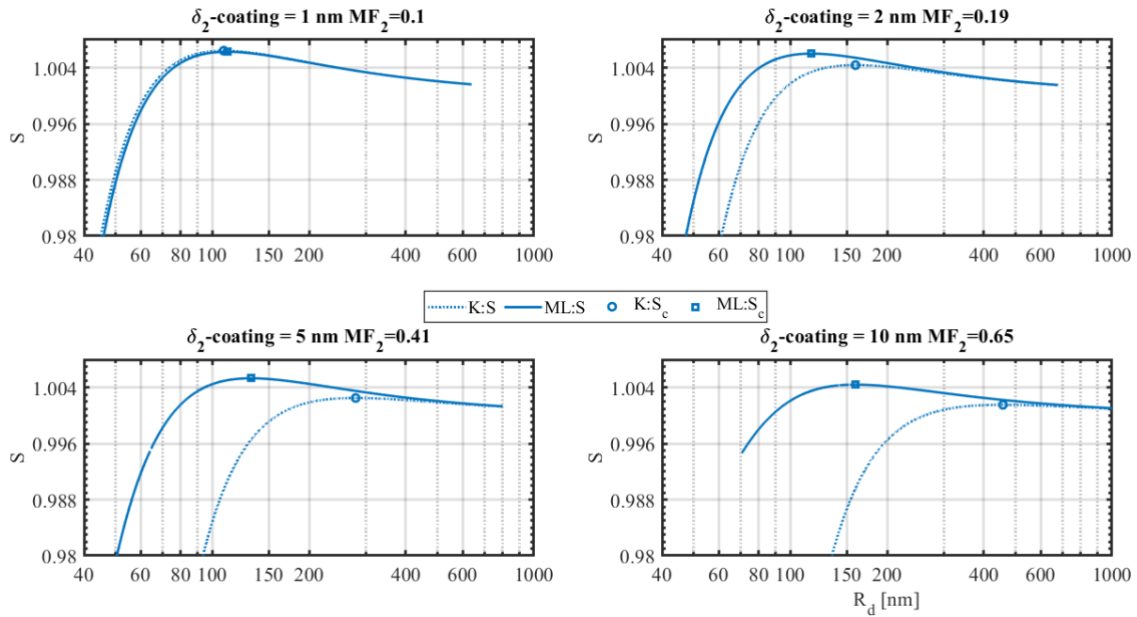 δ₂-coating = 1 nm MF₂=0.1
S
1.004
0.996
0.988
0.98
40 60 80 100 150 200 400 600 1000
δ₂-coating = 2 nm MF₂=0.19
S
1.004
0.996
0.988
0.98
40 60 80 100 150 200 400 600 1000
K:S ML:S K:S_c ML:S_c
δ₂-coating = 5 nm MF₂=0.41
S
1.004
0.996
0.988
0.98
40 60 80 100 150 200 400 600 1000
δ₂-coating = 10 nm MF₂=0.65
S
1.004
0.996
0.988
0.98
40 60 80 100 150 200 400 600 1000
R_d [nm]